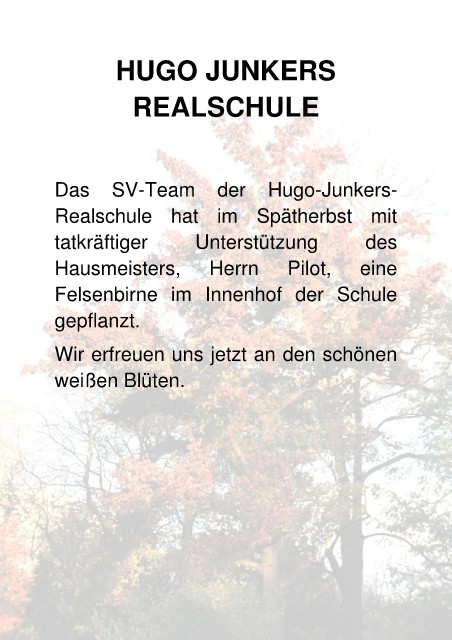 HUGO JUNKERS
REALSCHULE
Das SV-Team der Hugo-Junkers-
Realschule hat im Spätherbst mit
tatkräftiger Unterstützung des
Hausmeisters, Herrn Pilot, eine
Felsenbirne im Innenhof der Schule
gepflanzt.
Wir erfreuen uns jetzt an den schönen
weißen Blüten.